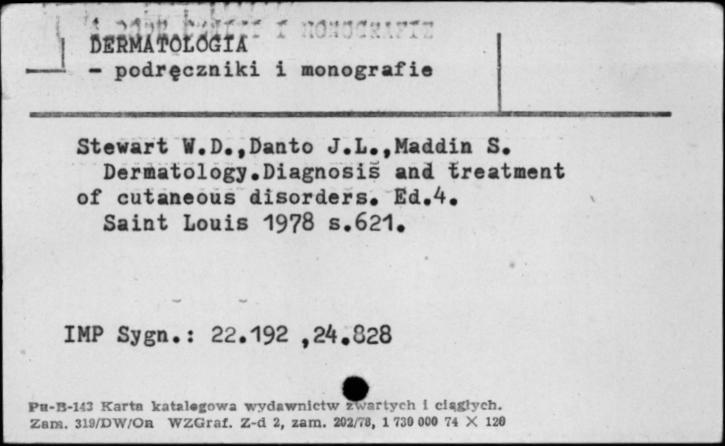 I MONOGRAFIE
DERMATOLOGIA
- podręczniki i monografie
Stewart W.D.,Danto J.L.,Maddin S.
Dermatology.Diagnosis and treatment
of cutaneous disorders. Ed.4.
Saint Louis 1978 s.621.
IMP Sygn.: 22.192 ,24.828
Pu-B-143 Karta katalogowa wydawnictw zwartych i ciągłych.
Zam. 319/DW/Oa WZGraf. Z-d 2, zam. 202/78, 1 730 000 74 X 120